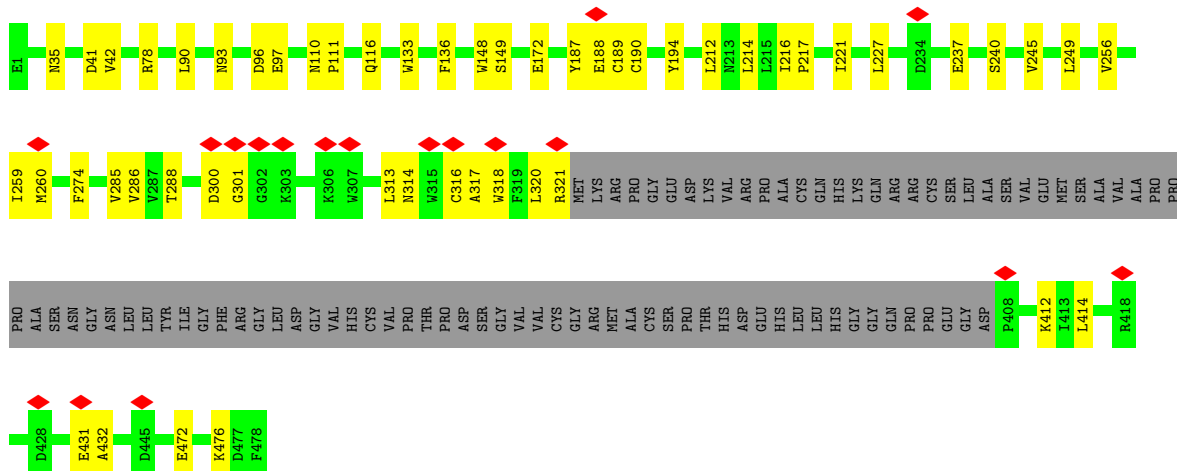 E1 N35 D41 V42 R78 L90 N93 D96 E97 N110 P111 Q116 W133 F136 W148 S149 E172 Y187 E188 C189 C190 Y194 L212 N213 L214 L215 I216 P217 I221 L227 D234 E237 S240 V245 L249 V256
I259 M260 F274 V285 V286 V287 T288 D300 G301 G302 K303 K306 W307 L313 N314 W315 C316 A317 W318 F319 L320 R321 MET LYS ARG PRO GLY GLU ASP LYS VAL ARG PRO ALA CYS GLN HIS LYS GLN ARG ARG CYS SER LEU ALA SER VAL GLU MET SER ALA VAL ALA PRO PRO
PRO ALA SER ASN GLY ASN LEU LEU TYR ILE GLY PHE ARG GLY LEU ASP GLY VAL HIS CYS VAL PRO THR PRO ASP SER GLY VAL VAL CYS GLY ARG MET ALA CYS SER PRO THR HIS ASP GLU HIS LEU LEU HIS GLY GLY GLN PRO PRO GLU GLY ASP P408 K412 I413 L414 R418
D428 E431 A432 D445 E472 K476 D477 F478